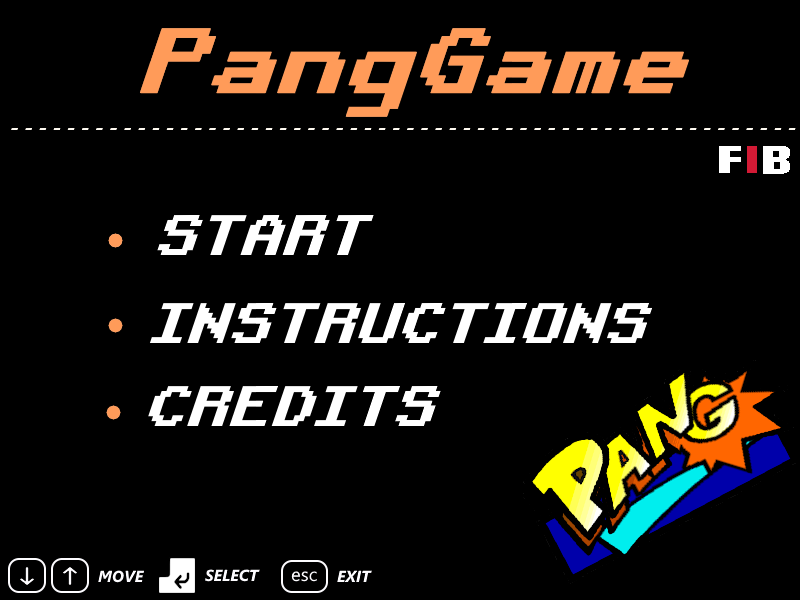 PangGame
FIB
START
INSTRUCTIONS
CREDITS
PANG
↓ ↑ MOVE SELECT esc EXIT